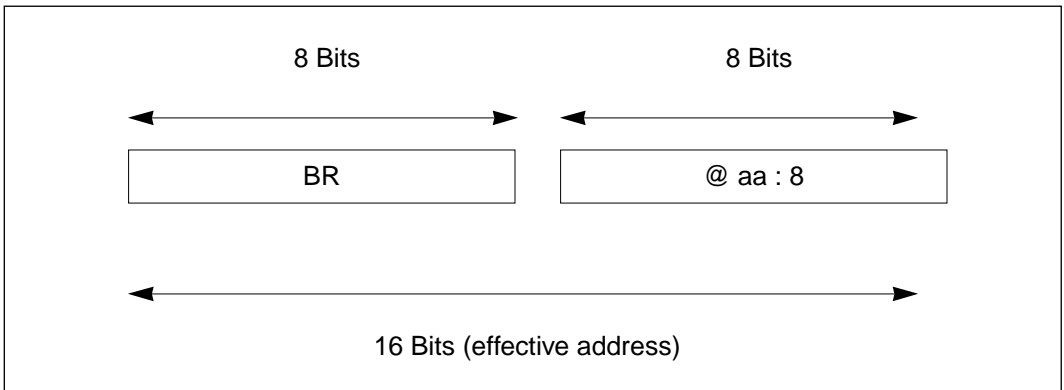 8 Bits 8 Bits
BR @ aa : 8
16 Bits (effective address)